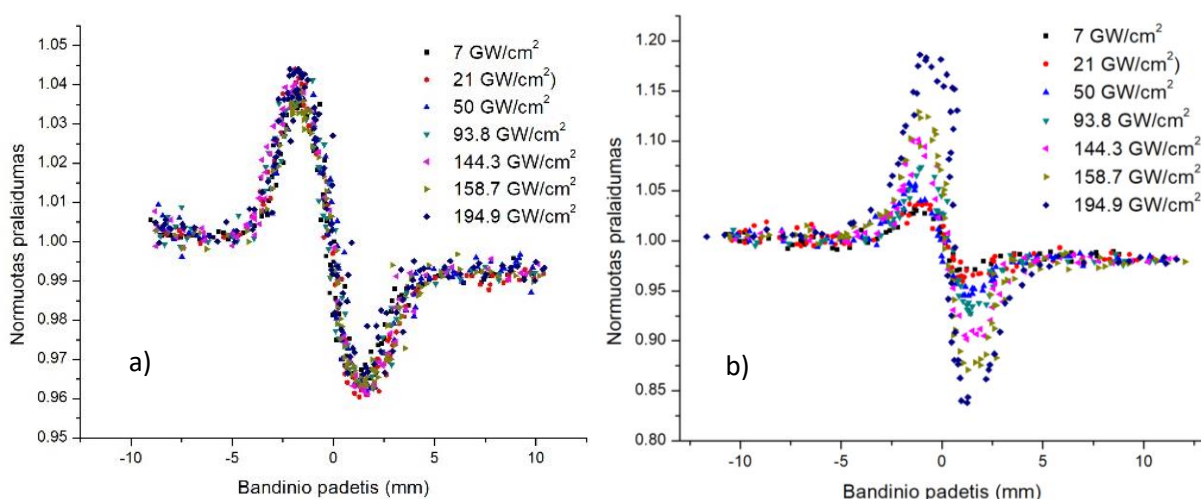 1.05
1.04
1.03
1.02
1.01
1.00
0.99
0.98
0.97
0.96
0.95
-10
-5
0
5
10
Normuotas pralaidumas
Bandinio padetis (mm)
7 GW/cm²
21 GW/cm²)
50 GW/cm²
93.8 GW/cm²
144.3 GW/cm²
158.7 GW/cm²
194.9 GW/cm²
a)
1.20
1.15
1.10
1.05
1.00
0.95
0.90
0.85
0.80
-10
-5
0
5
10
Normuotas pralaidumas
Bandinio padetis (mm)
7 GW/cm²
21 GW/cm²)
50 GW/cm²
93.8 GW/cm²
144.3 GW/cm²
158.7 GW/cm²
194.9 GW/cm²
b)